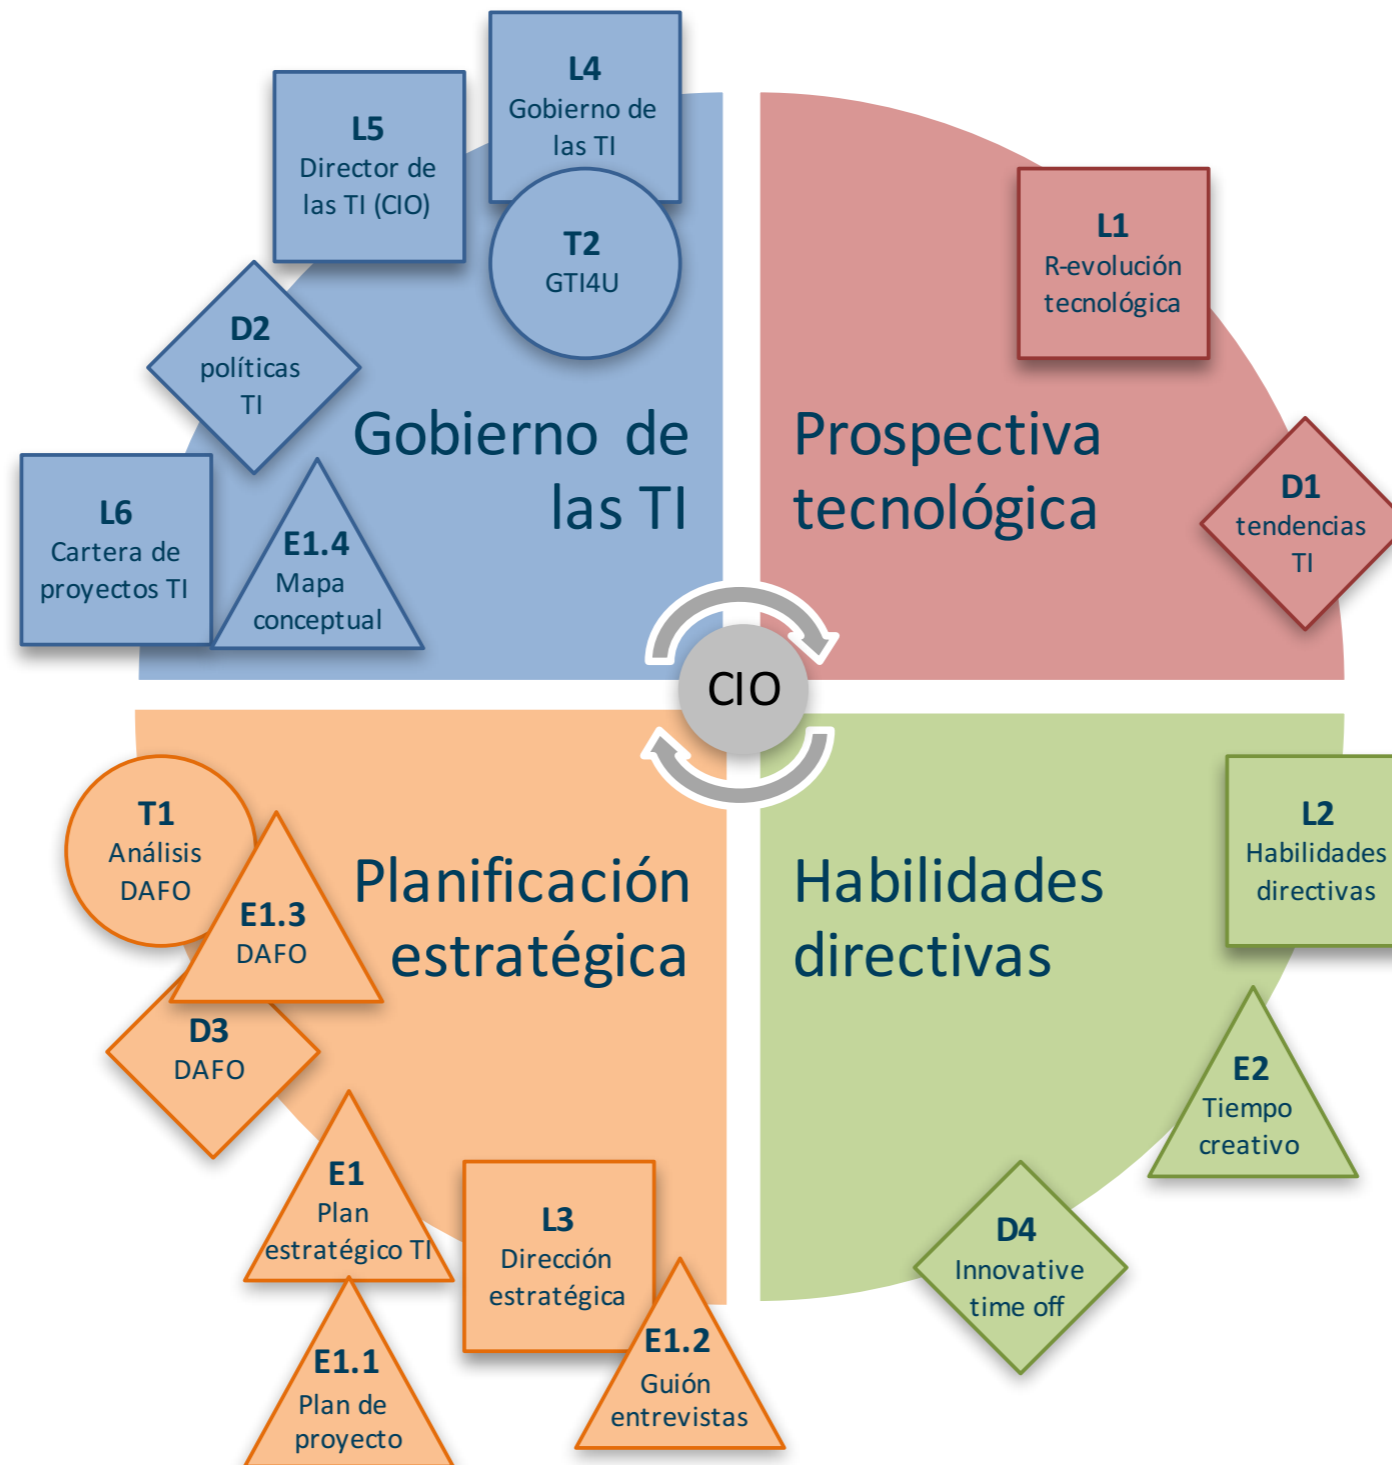 L4
Gobierno de
las TI
L5
Director de
las TI (CIO)
T2
GTI4U
D2
políticas
TI
L6
Cartera de
proyectos TI
E1.4
Mapa
conceptual
Gobierno de
las TI
L1
R-evolución
tecnológica
D1
tendencias
TI
Prospectiva
tecnológica
CIO
T1
Análisis
DAFO
E1.3
DAFO
D3
DAFO
Planificación
estratégica
E1
Plan
estratégico TI
E1.1
Plan de
proyecto
L3
Dirección
estratégica
E1.2
Guión
entrevistas
Habilidades
directivas
L2
Habilidades
directivas
E2
Tiempo
creativo
D4
Innovative
time off